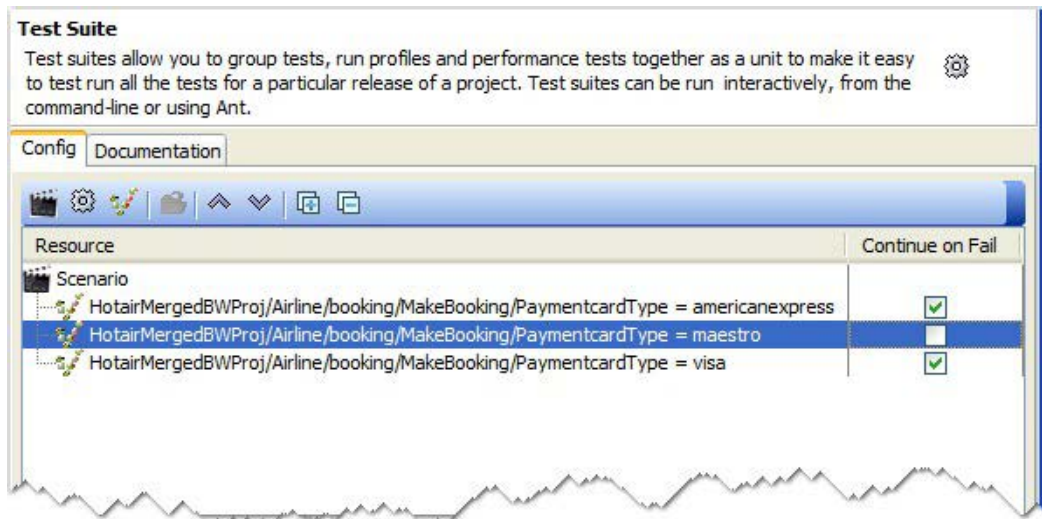 Test Suite
Test suites allow you to group tests, run profiles and performance tests together as a unit to make it easy
to test run all the tests for a particular release of a project. Test suites can be run interactively, from the
command-line or using Ant.
Config Documentation
Resource Continue on Fail
Scenario
HotairMergedBWProj/Airline/booking/MakeBooking/PaymentcardType = americanexpress
HotairMergedBWProj/Airline/booking/MakeBooking/PaymentcardType = maestro
HotairMergedBWProj/Airline/booking/MakeBooking/PaymentcardType = visa